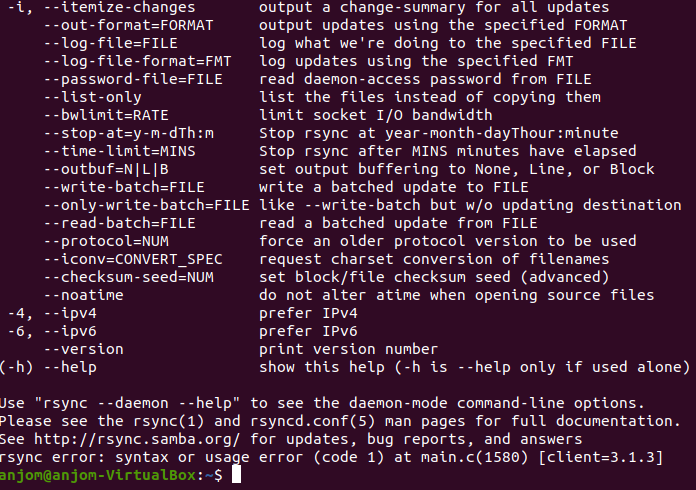 -i, --itemize-changes       output a change-summary for all updates
    --out-format=FORMAT     output updates using the specified FORMAT
    --log-file=FILE         log what we're doing to the specified FILE
    --log-file-format=FMT   log updates using the specified FMT
    --password-file=FILE    read daemon-access password from FILE
    --list-only             list the files instead of copying them
    --bwlimit=RATE          limit socket I/O bandwidth
    --stop-at=y-m-dTh:m     Stop rsync at year-month-dayThour:minute
    --time-limit=MINS       Stop rsync after MINS minutes have elapsed
    --outbuf=N|L|B          set output buffering to None, Line, or Block
    --write-batch=FILE      write a batched update to FILE
    --only-write-batch=FILE like --write-batch but w/o updating destination
    --read-batch=FILE       read a batched update from FILE
    --protocol=NUM          force an older protocol version to be used
    --iconv=CONVERT_SPEC    request charset conversion of filenames
    --checksum-seed=NUM     set block/file checksum seed (advanced)
    --noatime               do not alter atime when opening source files
-4, --ipv4                  prefer IPv4
-6, --ipv6                  prefer IPv6
    --version               print version number
(-h) --help                  show this help (-h is --help only if used alone)
Use "rsync --daemon --help" to see the daemon-mode command-line options.
Please see the rsync(1) and rsyncd.conf(5) man pages for full documentation.
See http://rsync.samba.org/ for updates, bug reports, and answers
rsync error: syntax or usage error (code 1) at main.c(1580) [client=3.1.3]
anjom@anjom-VirtualBox:~$